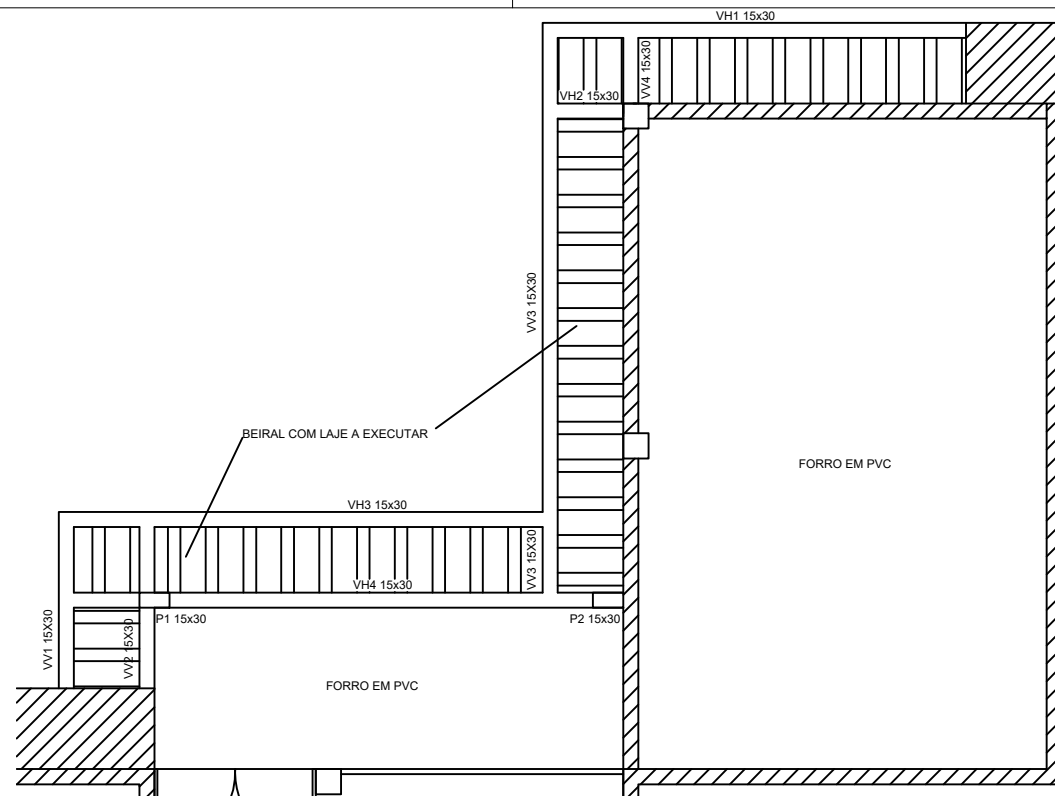 VH1 15x30
VV4 15x30
VH2 15x30
VV3 15X30
BEIRAL COM LAJE A EXECUTAR
FORRO EM PVC
VH3 15x30
VV3 15X30
VH4 15x30
P1 15x30
P2 15x30
VV1 15X30
VV2 15X30
FORRO EM PVC